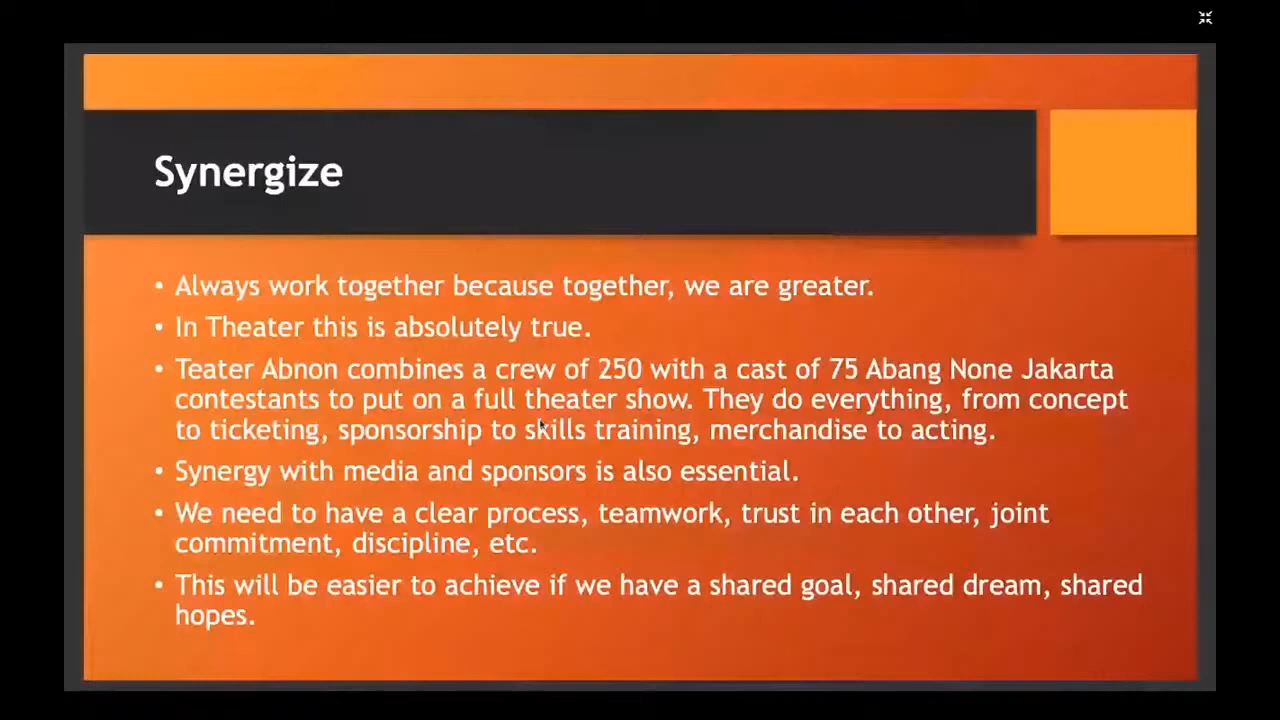 Synergize
• Always work together because together, we are greater.
• In Theater this is absolutely true.
• Teater Abnon combines a crew of 250 with a cast of 75 Abang None Jakarta
contestants to put on a full theater show. They do everything, from concept
to ticketing, sponsorship to skills training, merchandise to acting.
• Synergy with media and sponsors is also essential.
• We need to have a clear process, teamwork, trust in each other, joint
commitment, discipline, etc.
• This will be easier to achieve if we have a shared goal, shared dream, shared
hopes.